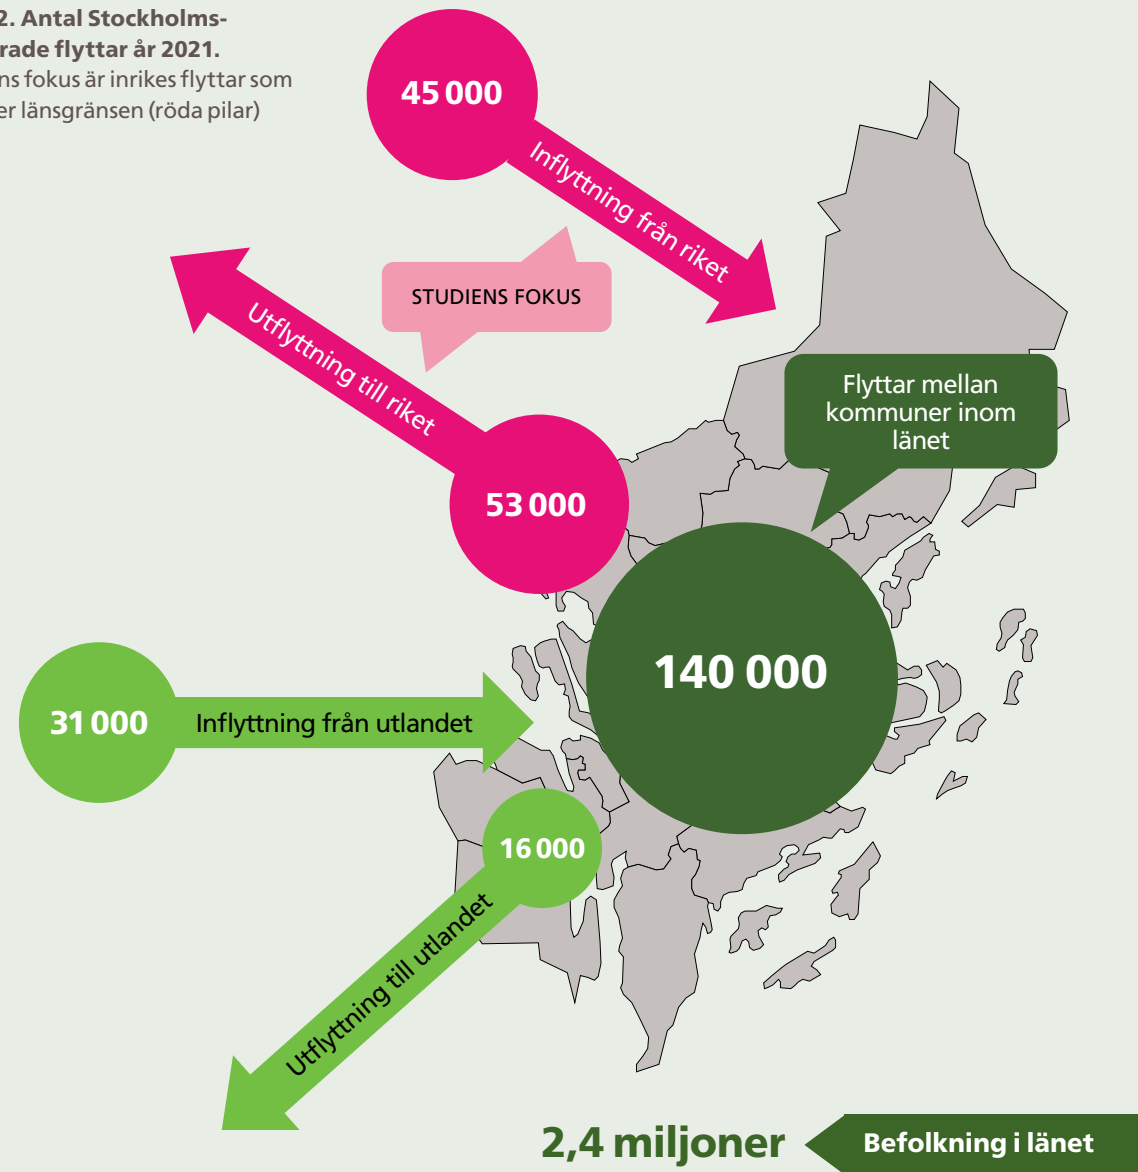 2. Antal Stockholms-
rade flyttar år 2021.
ns fokus är inrikes flyttar som
er länsgränsen (röda pilar)
45 000
Inflyttning från riket
STUDIENS FOKUS
Utflyttning till riket
53 000
Flyttar mellan
kommuner inom
länet
140 000
31 000
Inflyttning från utlandet
16 000
Utflyttning till utlandet
2,4 miljoner
Befolkning i länet